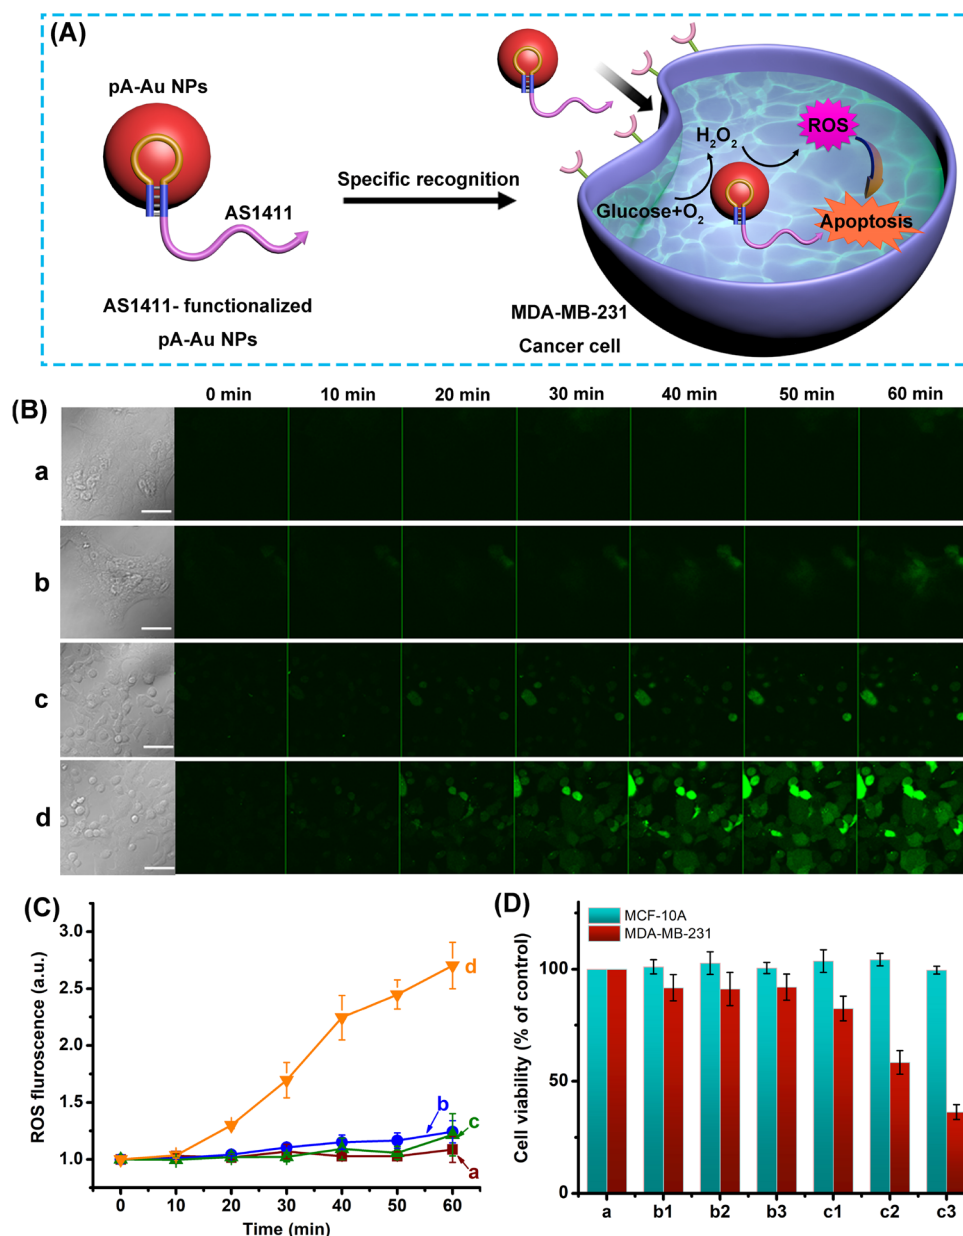 (A)
pA-Au NPs
AS1411
AS1411- functionalized
pA-Au NPs
Specific recognition
H₂O₂
ROS
Glucose+O₂
Apoptosis
MDA-MB-231
Cancer cell
(B)
0 min 10 min 20 min 30 min 40 min 50 min 60 min
a
b
c
d
(C)
3.0
2.5
2.0
1.5
1.0
ROS fluroscence (a.u.)
d
b
c
a
0 10 20 30 40 50 60
Time (min)
(D)
MCF-10A
MDA-MB-231
100
50
0
Cell viability (% of control)
a b1 b2 b3 c1 c2 c3